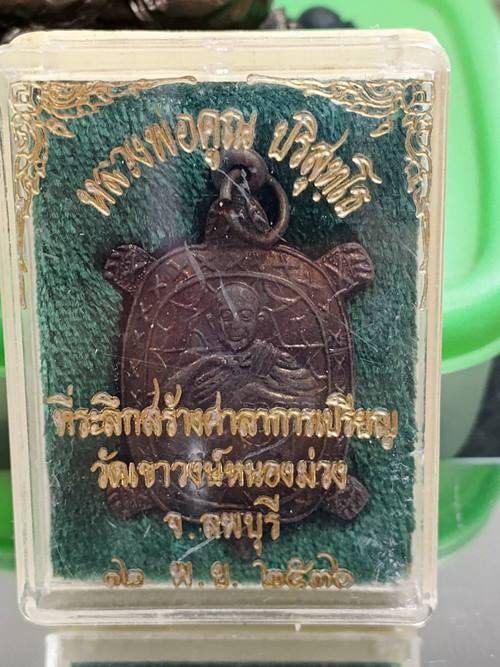 หลวงพ่อคูณ ปริสุทฺโธ
ที่ระลึกสร้างศาลาการเปรียญ
วัดเขาวงษ์หนองม่วง
จ.ลพบุรี
๑๒ พ.ย. ๒๕๓๖